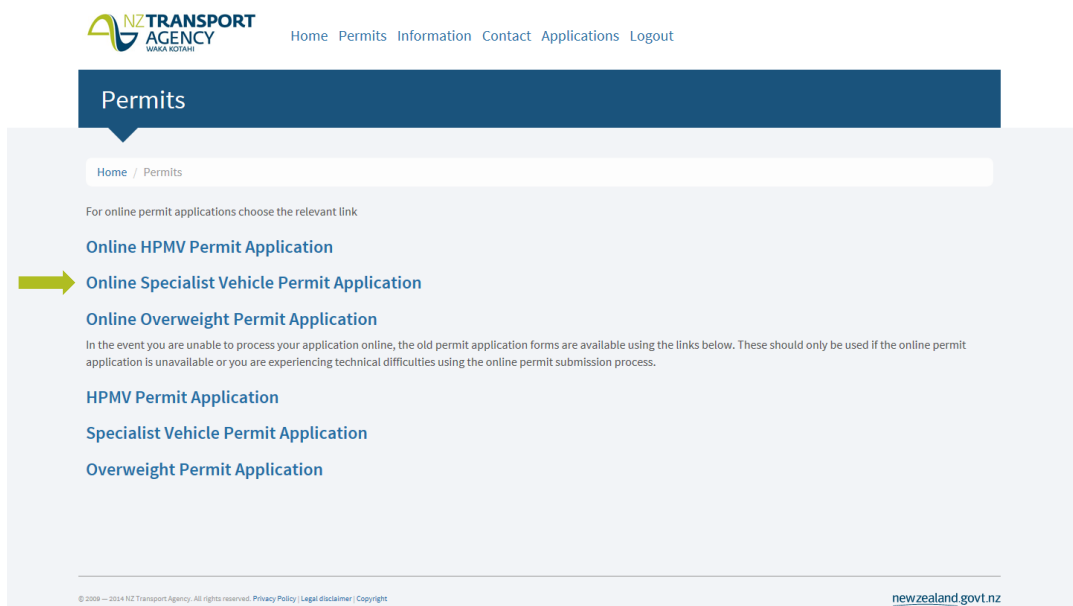 NZTRANSPORT
AGENCY
WAKA KOTAHI
Home Permits Information Contact Applications Logout
Permits
Home / Permits
For online permit applications choose the relevant link
Online HPMV Permit Application
Online Specialist Vehicle Permit Application
Online Overweight Permit Application
In the event you are unable to process your application online, the old permit application forms are available using the links below. These should only be used if the online permit
application is unavailable or you are experiencing technical difficulties using the online permit submission process.
HPMV Permit Application
Specialist Vehicle Permit Application
Overweight Permit Application
© 2009 — 2014 NZ Transport Agency. All rights reserved. Privacy Policy | Legal disclaimer | Copyright
newzealand.govt.nz